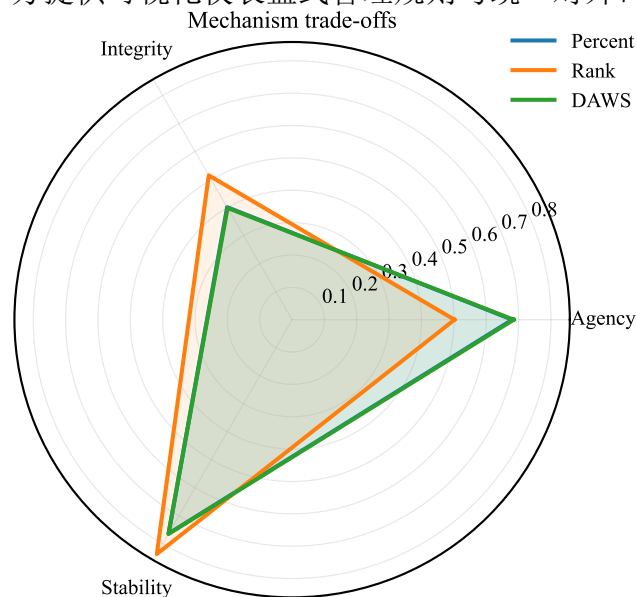 Mechanism trade-offs
Integrity
Percent
Rank
DAWS
0.8
0.7
0.6
0.5
0.4
0.3
0.2
0.1
Agency
Stability